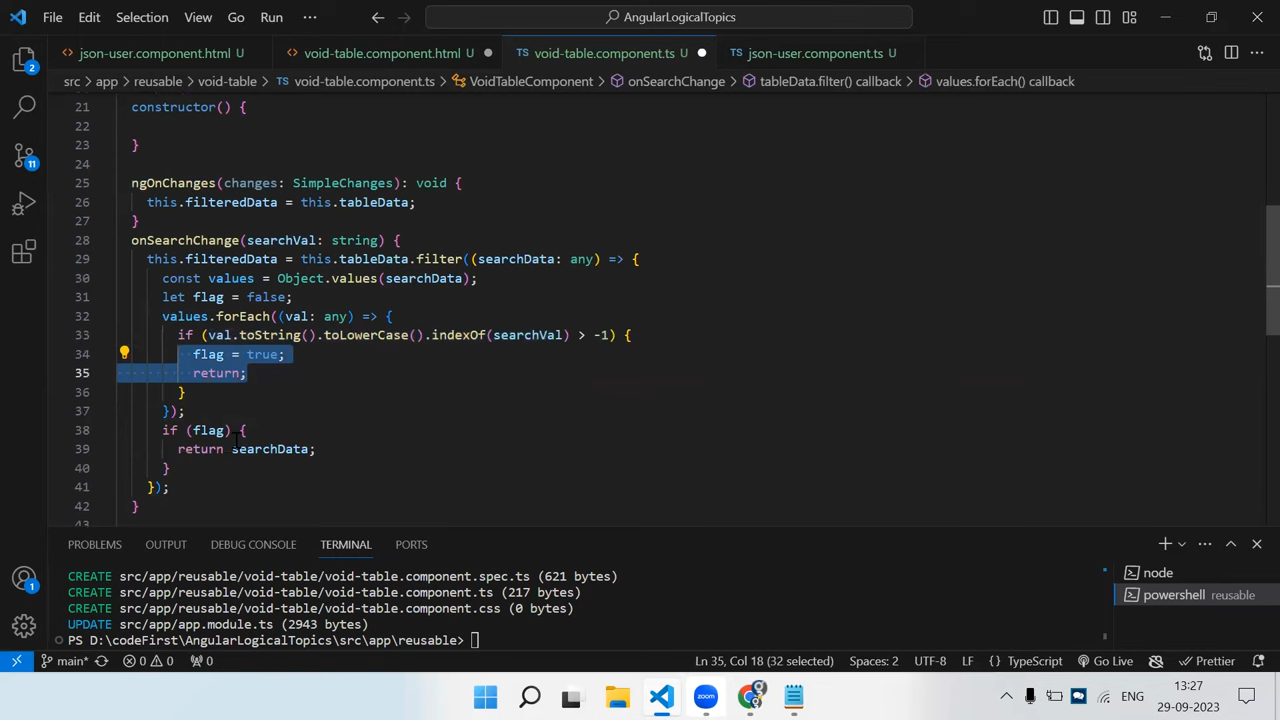 File Edit Selection View Go Run ··· AngularLogicalTopics
json-user.component.html U void-table.component.html U TS void-table.component.ts U TS json-user.component.ts U ···
src > app > reusable > void-table > TS void-table.component.ts > VoidTableComponent > onSearchChange > tableData.filter() callback > values.forEach() callback
21 constructor() {
22
23 }
24
25 ngOnChanges(changes: SimpleChanges): void {
26 this.filteredData = this.tableData;
27 }
28 onSearchChange(searchVal: string) {
29 this.filteredData = this.tableData.filter((searchData: any) => {
30 const values = Object.values(searchData);
31 let flag = false;
32 values.forEach((val: any) => {
33 if (val.toString().toLowerCase().indexOf(searchVal) > -1) {
34 flag = true;
35 return;
36 }
37 });
38 if (flag) {
39 return searchData;
40 }
41 });
42 }
43
PROBLEMS OUTPUT DEBUG CONSOLE TERMINAL PORTS
CREATE src/app/reusable/void-table/void-table.component.spec.ts (621 bytes)
CREATE src/app/reusable/void-table/void-table.component.ts (217 bytes)
CREATE src/app/reusable/void-table/void-table.component.css (0 bytes)
UPDATE src/app/app.module.ts (2943 bytes)
PS D:\codeFirst\AngularLogicalTopics\src\app\reusable>
node
powershell reusable
2
11
1
main* 0 0 0 Ln 35, Col 18 (32 selected) Spaces: 2 UTF-8 LF {} TypeScript Go Live Prettier
zoom ENG 13:27
29-09-2023